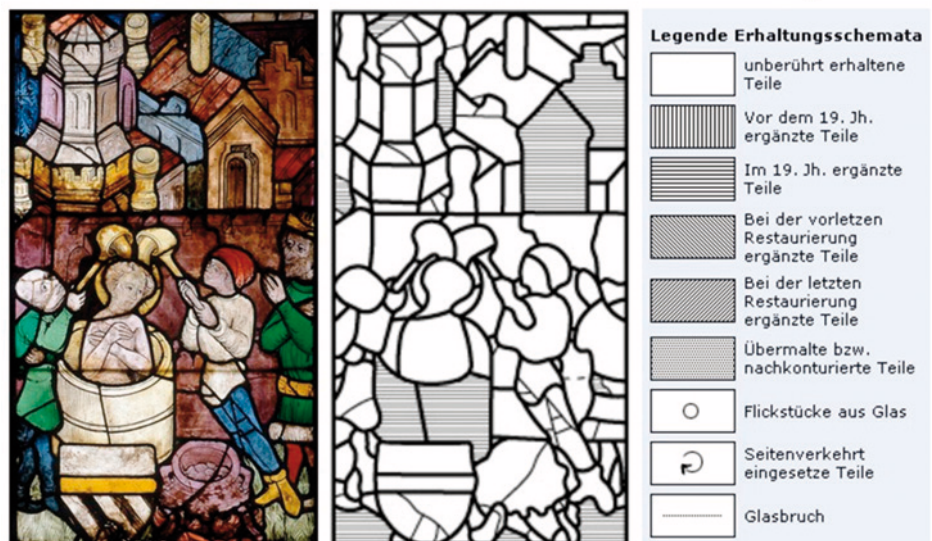 Legende Erhaltungsschemata
unberührt erhaltene
Teile
Vor dem 19. Jh.
ergänzte Teile
Im 19. Jh. ergänzte
Teile
Bei der vorletzen
Restaurierung
ergänzte Teile
Bei der letzten
Restaurierung
ergänzte Teile
Übermalte bzw.
nachkonturierte Teile
Flickstücke aus Glas
Seitenverkehrt
eingesetze Teile
Glasbruch